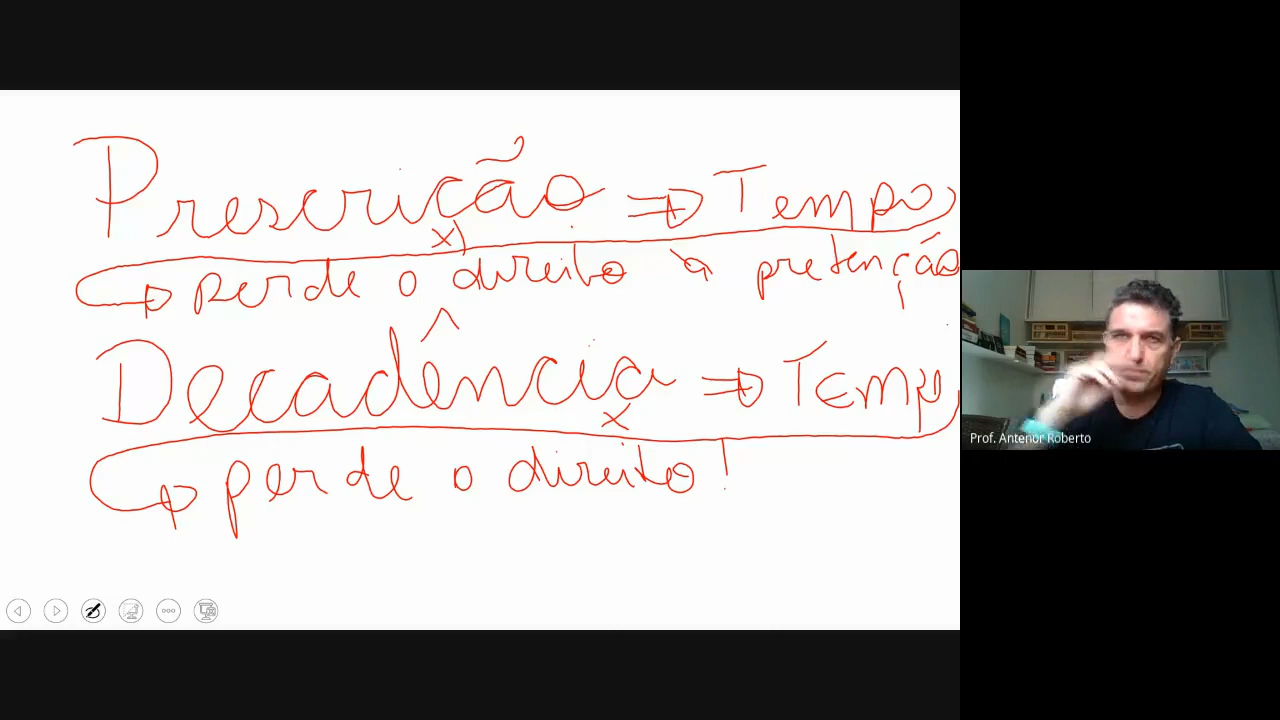 Prescrição ⇒ Tempo,
x)
↪ perde o direito à pretenção
Decadência ⇒ Tempo,
x
↪ perde o direito!
Prof. Antenor Roberto